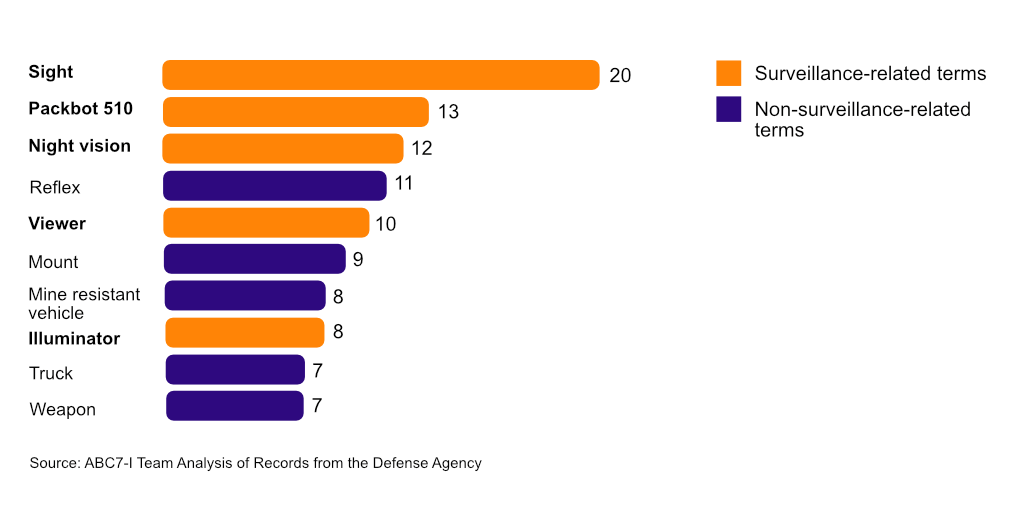 Sight 20
Packbot 510 13
Night vision 12
Reflex 11
Viewer 10
Mount 9
Mine resistant
vehicle 8
Illuminator 8
Truck 7
Weapon 7
Surveillance-related terms
Non-surveillance-related
terms
Source: ABC7-I Team Analysis of Records from the Defense Agency